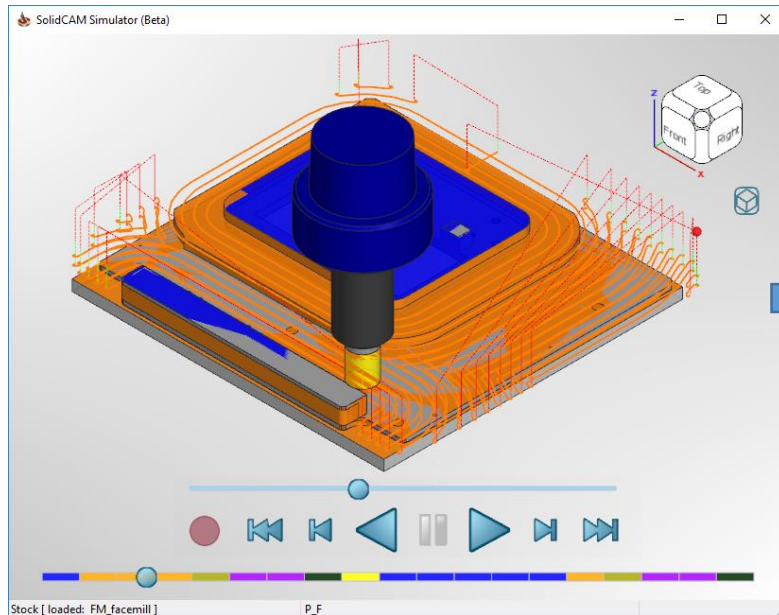 SolidCAM Simulator (Beta)
Top
Z
Front
Right
X
Stock [ loaded: FM_facemill ]
P_F